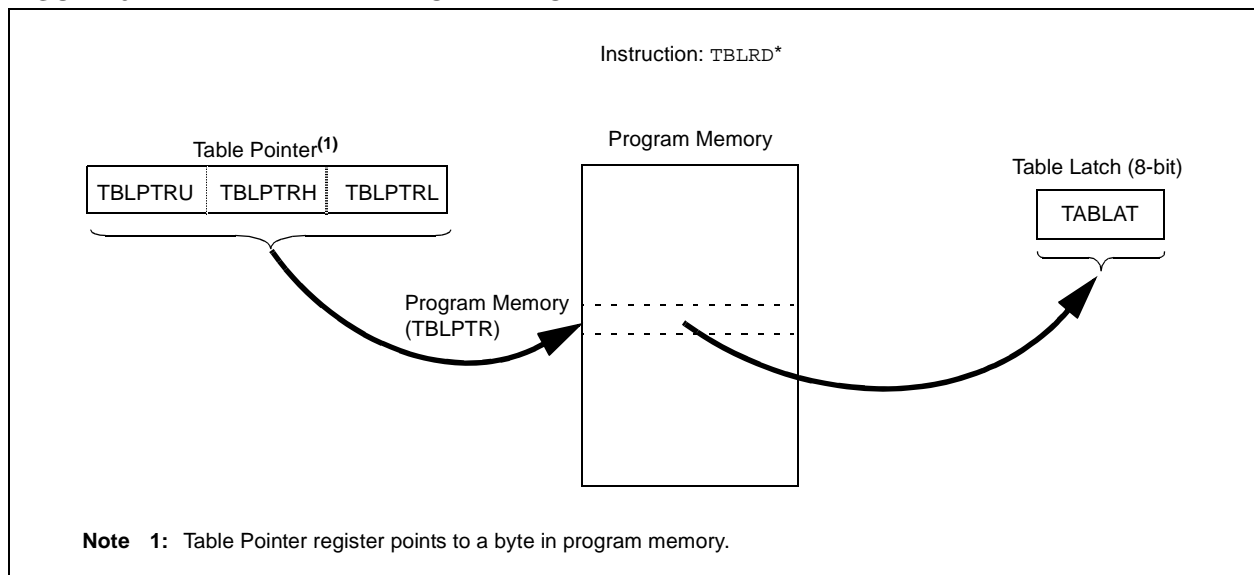 Instruction: TBLRD*
Table Pointer(1)
TBLPTRU TBLPTRH TBLPTRL
Program Memory
Table Latch (8-bit)
TABLAT
Program Memory
(TBLPTR)
Note 1: Table Pointer register points to a byte in program memory.